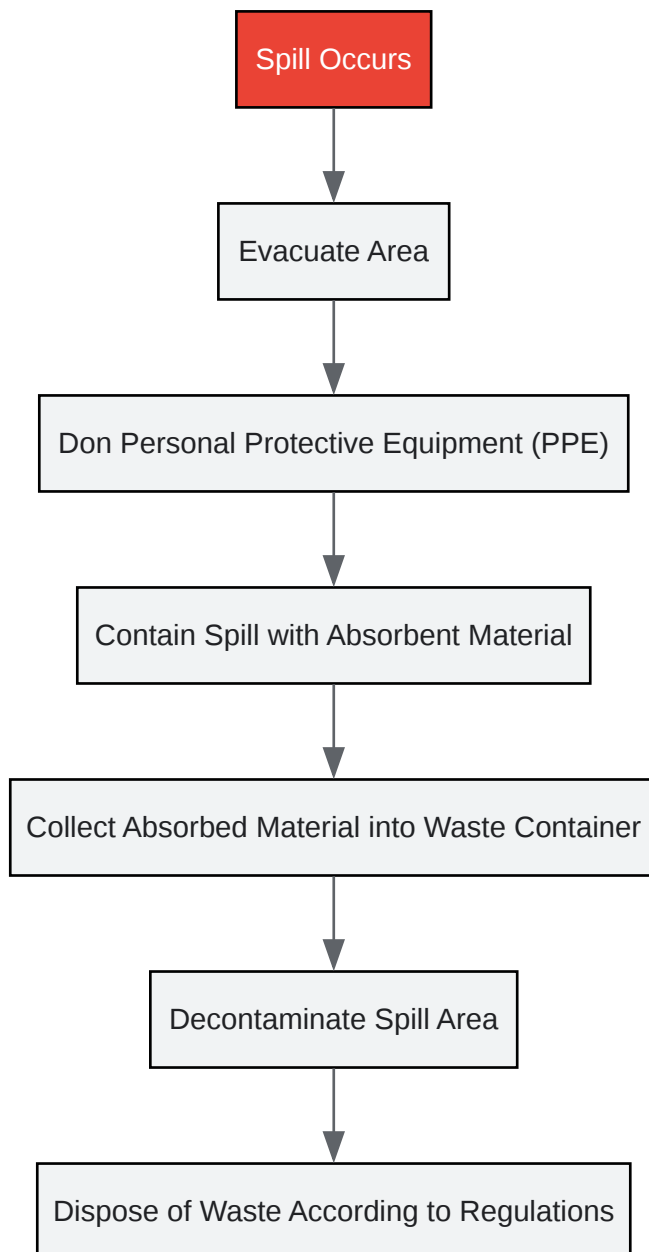 Spill Occurs
Evacuate Area
Don Personal Protective Equipment (PPE)
Contain Spill with Absorbent Material
Collect Absorbed Material into Waste Container
Decontaminate Spill Area
Dispose of Waste According to Regulations